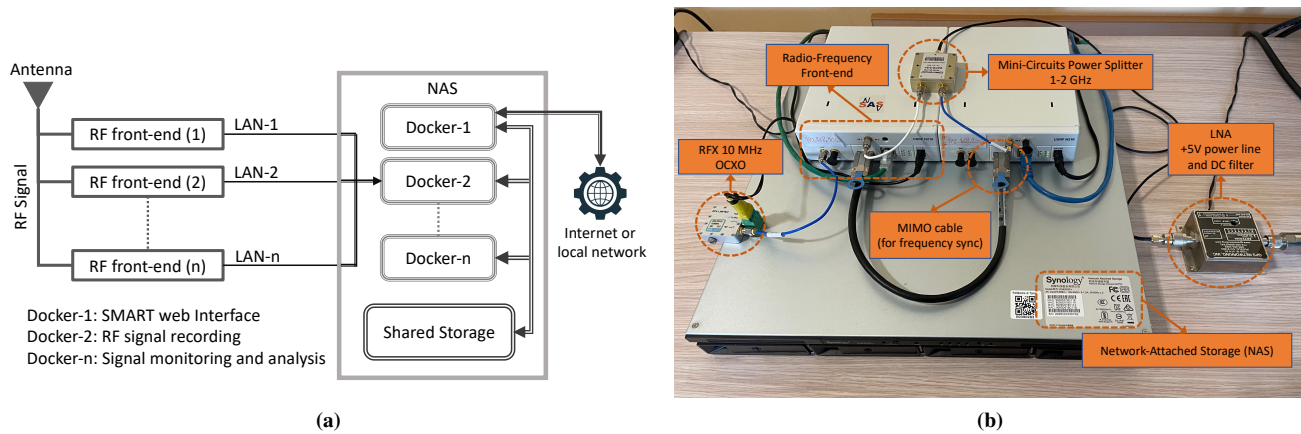 Antenna
RF Signal
RF front-end (1)
RF front-end (2)
RF front-end (n)
LAN-1
LAN-2
LAN-n
NAS
Docker-1
Docker-2
Docker-n
Shared Storage
Internet or
local network
Docker-1: SMART web Interface
Docker-2: RF signal recording
Docker-n: Signal monitoring and analysis
(a)
Radio-Frequency
Front-end
Mini-Circuits Power Splitter
1-2 GHz
RFX 10 MHz
OCXO
LNA
+5V power line
and DC filter
MIMO cable
(for frequency sync)
NSAS
GPS NETWORKING, INC
Synology
Network-Attached Storage (NAS)
(b)